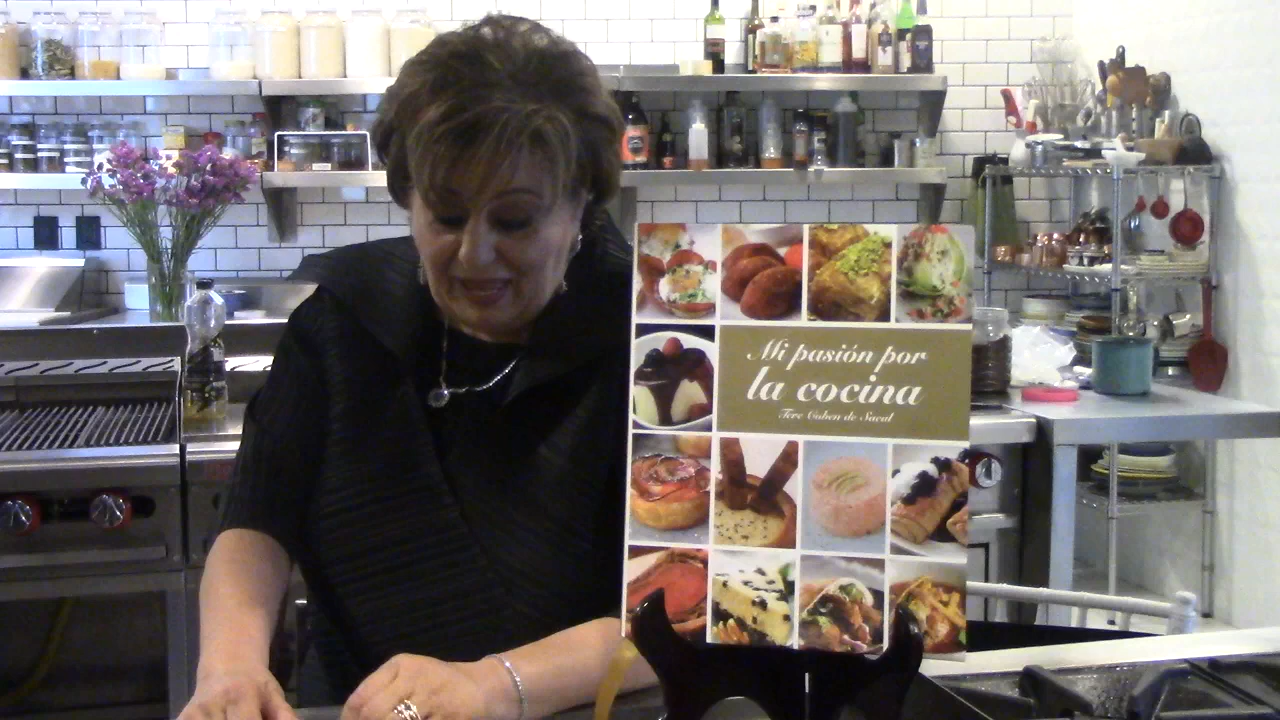 Mi pasión por
la cocina
Tere Cohen de Sacal